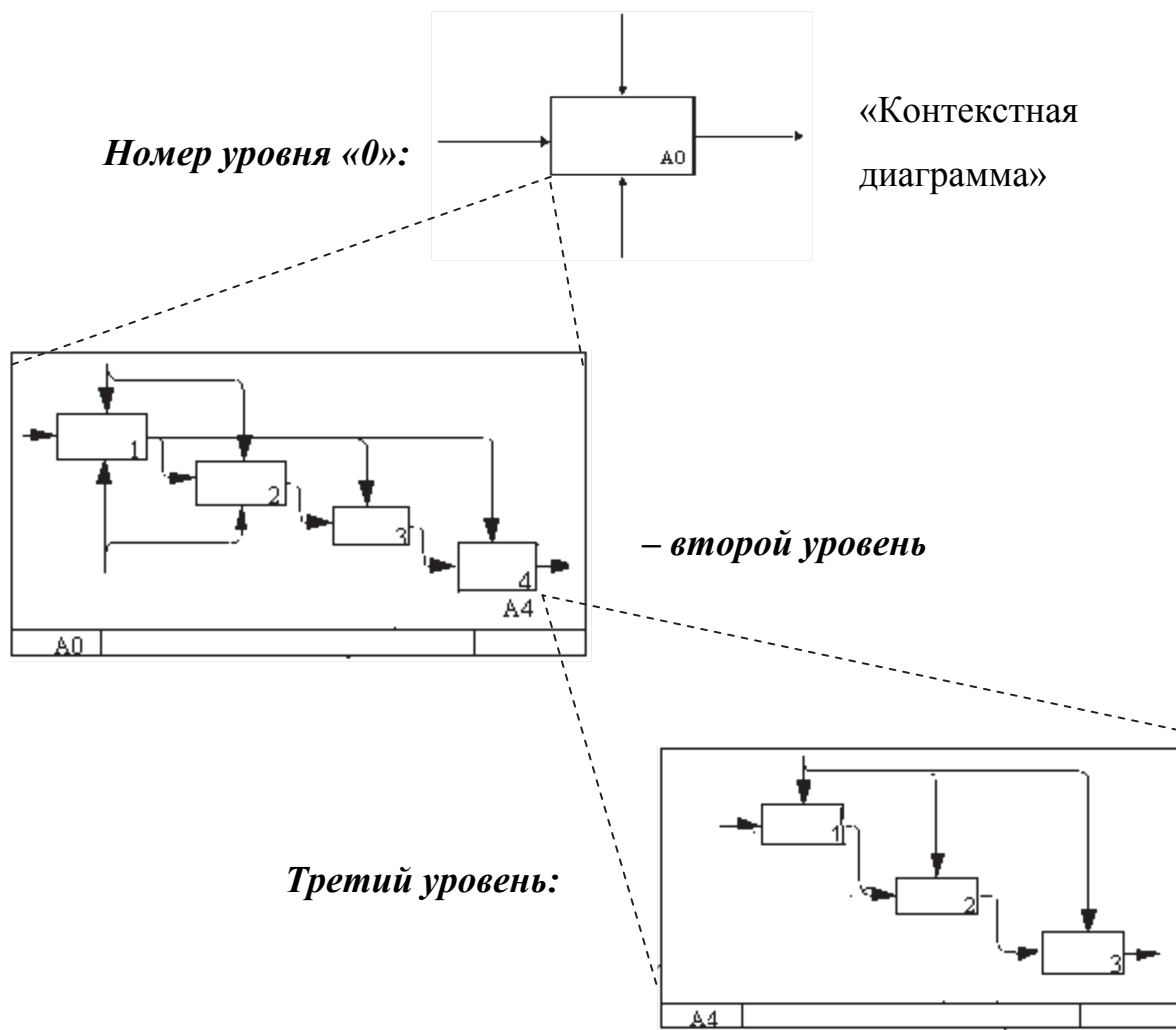 «Контекстная
диаграмма»
Номер уровня «0»:
A0
1
2
3
4
A4
A0
– второй уровень
Третий уровень:
1
2
3
A4